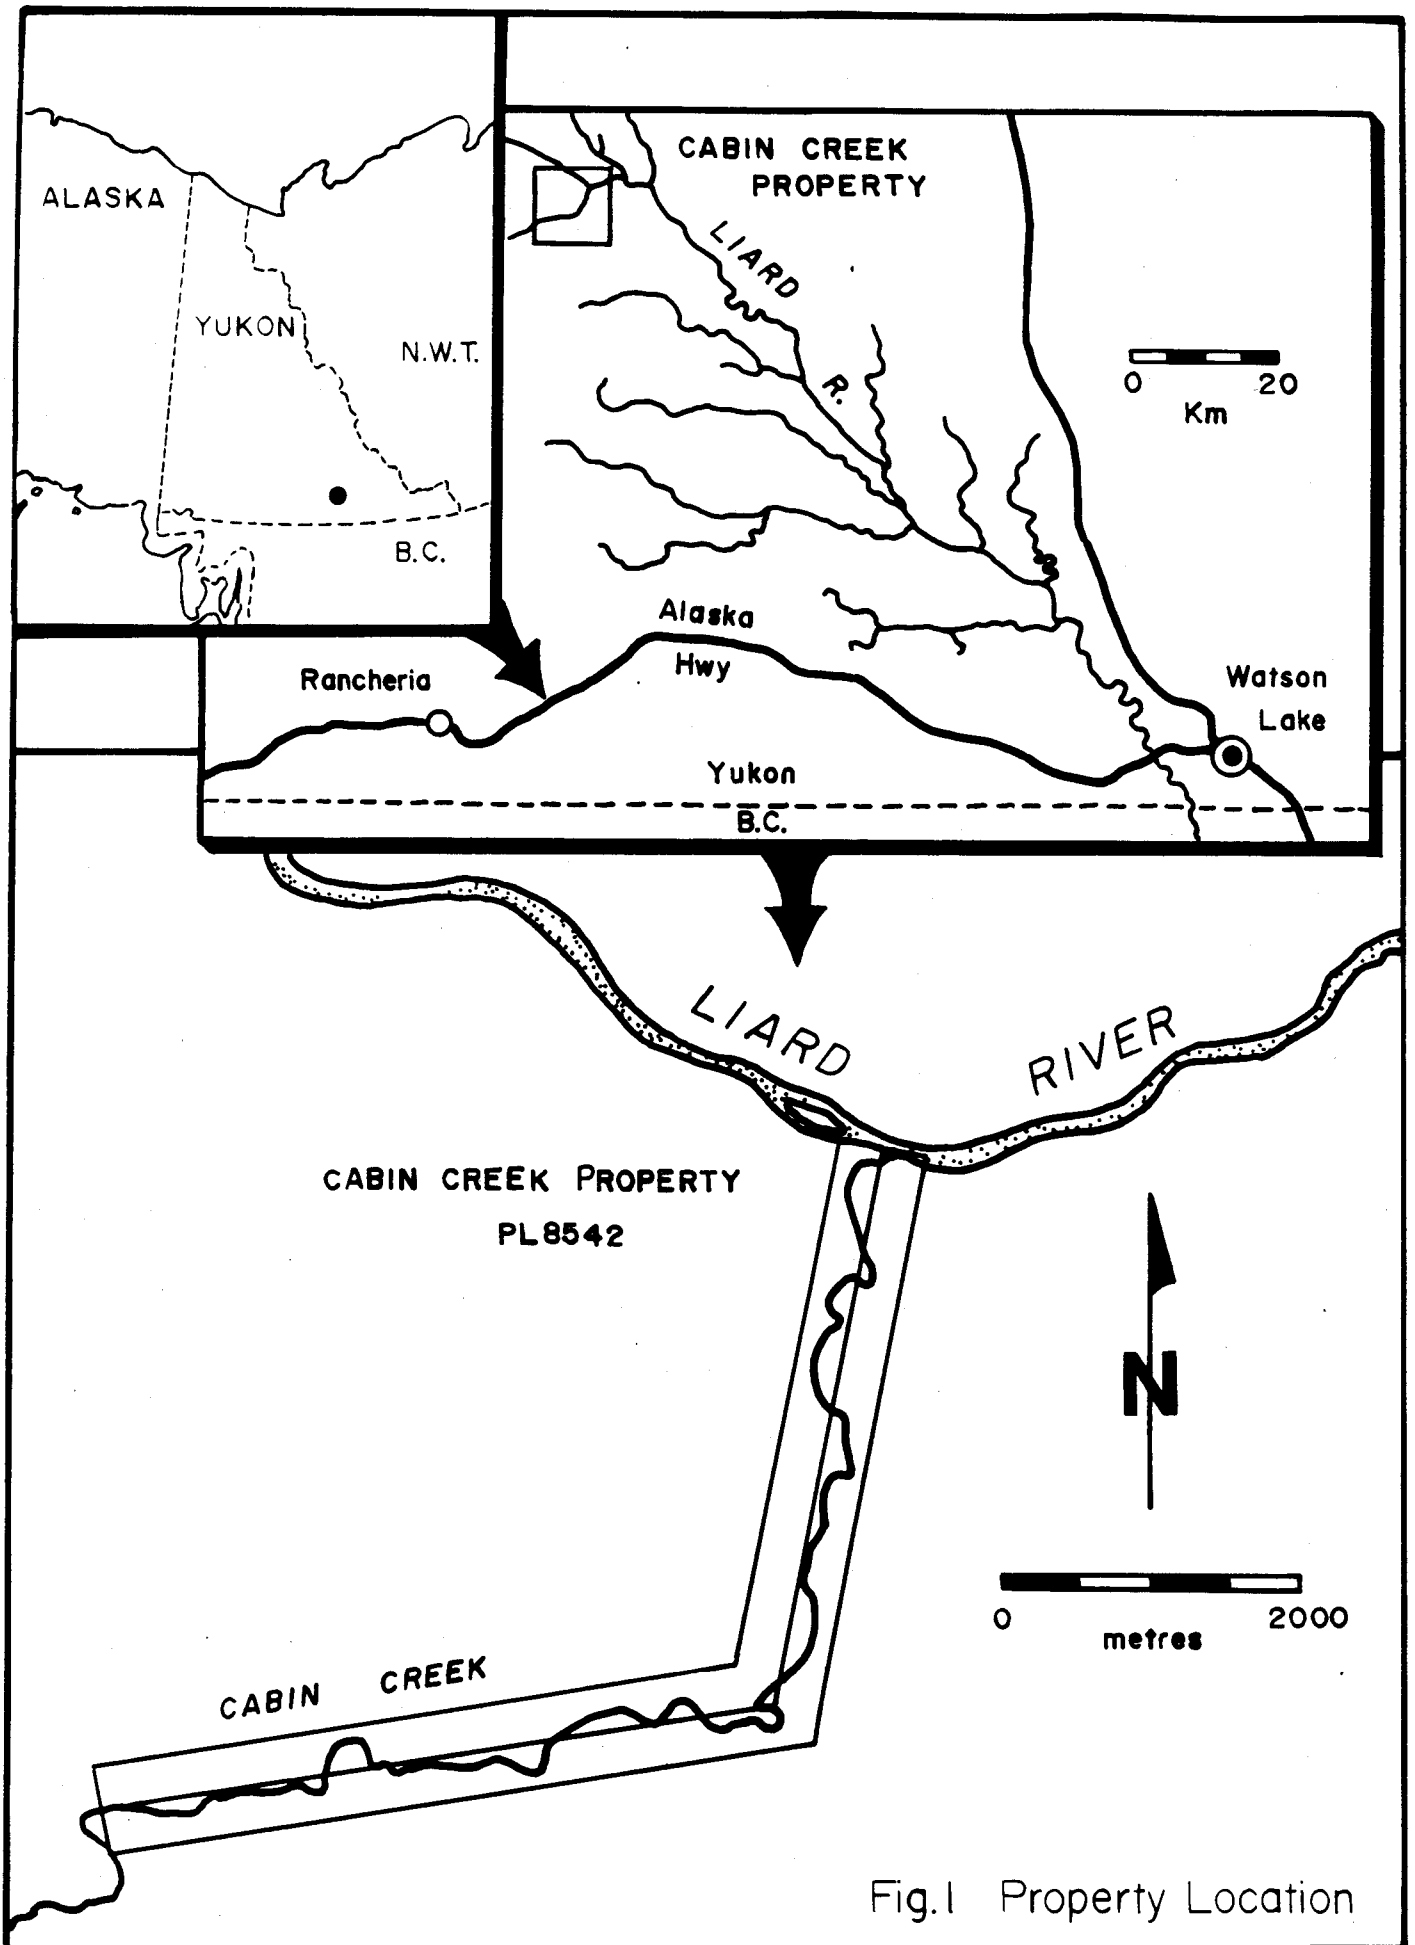 ALASKA
YUKON
N.W.T.
B.C.
CABIN CREEK
PROPERTY
LIARD
R.
0 20
Km
Alaska
Hwy
Rancheria
Watson
Lake
Yukon
B.C.
LIARD RIVER
CABIN CREEK PROPERTY
PL8542
N
0 2000
metres
CABIN CREEK
Fig.1 Property Location